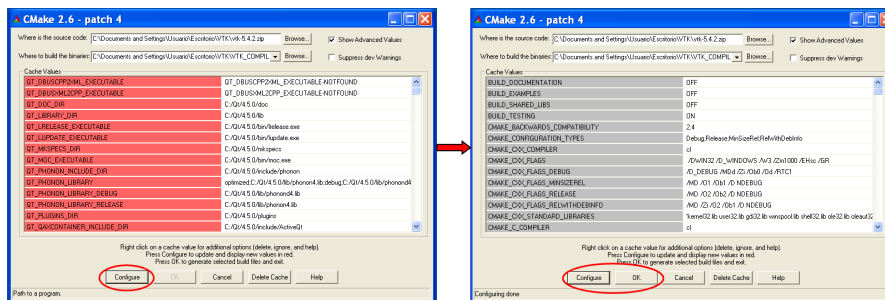 CMake 2.6 - patch 4
Where is the source code: C:\Documents and Settings\Usuario\Escritorio\VTK\vtk-5.4.2.zip Browse... Show Advanced Values
Where to build the binaries: C:\Documents and Settings\Usuario\Escritorio\VTK\VTK_COMPIL Browse... Suppress dev Warnings
Cache Values
QT_DBUSCPP2XML_EXECUTABLE QT_DBUSCPP2XML_EXECUTABLE-NOTFOUND
QT_DBUSXML2CPP_EXECUTABLE QT_DBUSXML2CPP_EXECUTABLE-NOTFOUND
QT_DOC_DIR C:/Qt/4.5.0/doc
QT_LIBRARY_DIR C:/Qt/4.5.0/lib
QT_LRELEASE_EXECUTABLE C:/Qt/4.5.0/bin/lrelease.exe
QT_LUPDATE_EXECUTABLE C:/Qt/4.5.0/bin/lupdate.exe
QT_MKSPECS_DIR C:/Qt/4.5.0/mkspecs
QT_MOC_EXECUTABLE C:/Qt/4.5.0/bin/moc.exe
QT_PHONON_INCLUDE_DIR C:/Qt/4.5.0/include/phonon
QT_PHONON_LIBRARY optimized;C:/Qt/4.5.0/lib/phonon4.lib;debug;C:/Qt/4.5.0/lib/phonond4
QT_PHONON_LIBRARY_DEBUG C:/Qt/4.5.0/lib/phonond4.lib
QT_PHONON_LIBRARY_RELEASE C:/Qt/4.5.0/lib/phonon4.lib
QT_PLUGINS_DIR C:/Qt/4.5.0/plugins
QT_QAXCONTAINER_INCLUDE_DIR C:/Qt/4.5.0/include/ActiveQt
Right click on a cache value for additional options (delete, ignore, and help).
Press Configure to update and display new values in red.
Press OK to generate selected build files and exit.
Configure OK Cancel Delete Cache Help
Path to a program.
CMake 2.6 - patch 4
Where is the source code: C:\Documents and Settings\Usuario\Escritorio\VTK\vtk-5.4.2.zip Browse... Show Advanced Values
Where to build the binaries: C:\Documents and Settings\Usuario\Escritorio\VTK\VTK_COMPIL Browse... Suppress dev Warnings
Cache Values
BUILD_DOCUMENTATION OFF
BUILD_EXAMPLES OFF
BUILD_SHARED_LIBS OFF
BUILD_TESTING ON
CMAKE_BACKWARDS_COMPATIBILITY 2.4
CMAKE_CONFIGURATION_TYPES Debug;Release;MinSizeRel;RelWithDebInfo
CMAKE_CXX_COMPILER cl
CMAKE_CXX_FLAGS /DWIN32 /D_WINDOWS /W3 /Zm1000 /EHsc /GR
CMAKE_CXX_FLAGS_DEBUG /D_DEBUG /MDd /Zi /Ob0 /Od /RTC1
CMAKE_CXX_FLAGS_MINSIZEREL /MD /O1 /Ob1 /D NDEBUG
CMAKE_CXX_FLAGS_RELEASE /MD /O2 /Ob2 /D NDEBUG
CMAKE_CXX_FLAGS_RELWITHDEBINFO /MD /Zi /O2 /Ob1 /D NDEBUG
CMAKE_CXX_STANDARD_LIBRARIES %kernel32.lib user32.lib gdi32.lib winspool.lib shell32.lib ole32.lib oleaut32
CMAKE_C_COMPILER cl
Right click on a cache value for additional options (delete, ignore, and help).
Press Configure to update and display new values in red.
Press OK to generate selected build files and exit.
Configure OK Cancel Delete Cache Help
Configuring done